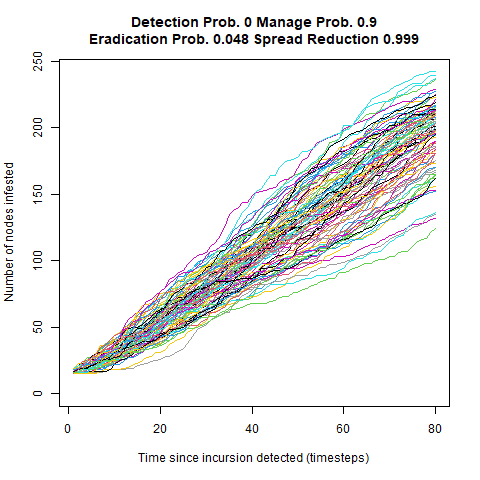 Detection Prob. 0 Manage Prob. 0.9
Eradication Prob. 0.048 Spread Reduction 0.999
250
200
150
100
50
0
Number of nodes infested
0 20 40 60 80
Time since incursion detected (timesteps)